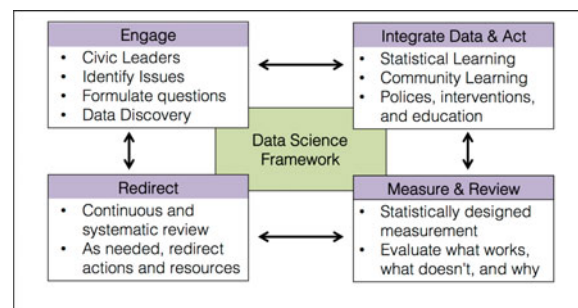 Engage
• Civic Leaders
• Identify Issues
• Formulate questions
• Data Discovery
Integrate Data & Act
• Statistical Learning
• Community Learning
• Polices, interventions,
and education
Data Science
Framework
Redirect
• Continuous and
systematic review
• As needed, redirect
actions and resources
Measure & Review
• Statistically designed
measurement
• Evaluate what works,
what doesn't, and why